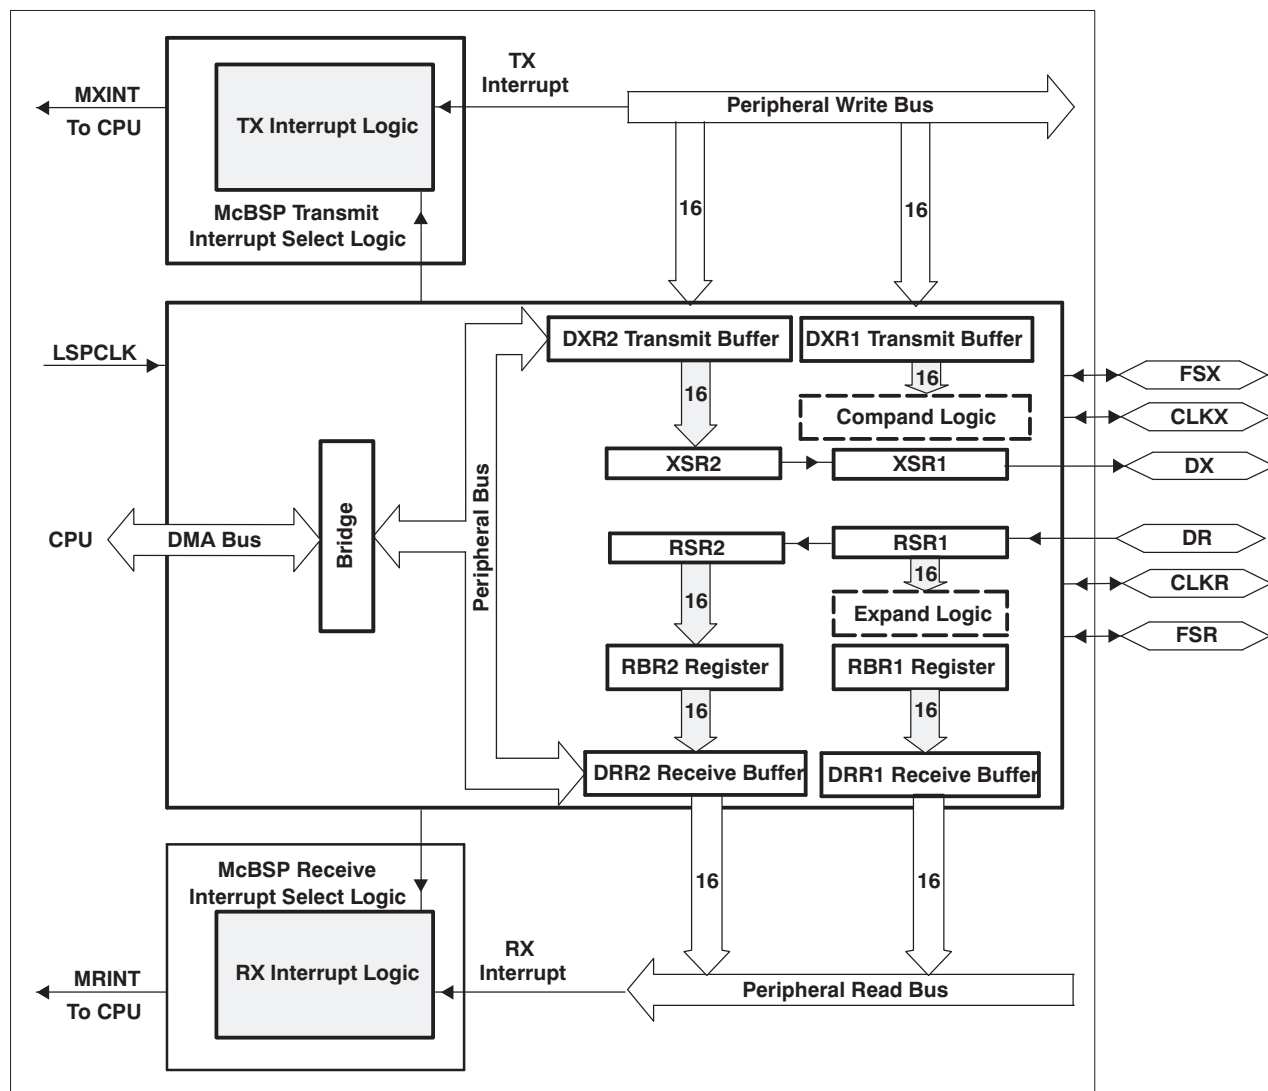 TX
Interrupt
MXINT
To CPU
TX Interrupt Logic
Peripheral Write Bus
McBSP Transmit
Interrupt Select Logic
16
16
LSPCLK
DXR2 Transmit Buffer
DXR1 Transmit Buffer
16
16
Compand Logic
XSR2
XSR1
FSX
CLKX
DX
CPU
DMA Bus
Bridge
Peripheral Bus
RSR2
RSR1
DR
16
16
Expand Logic
CLKR
FSR
RBR2 Register
RBR1 Register
16
16
DRR2 Receive Buffer
DRR1 Receive Buffer
McBSP Receive
Interrupt Select Logic
16
16
RX Interrupt Logic
RX
Interrupt
MRINT
To CPU
Peripheral Read Bus